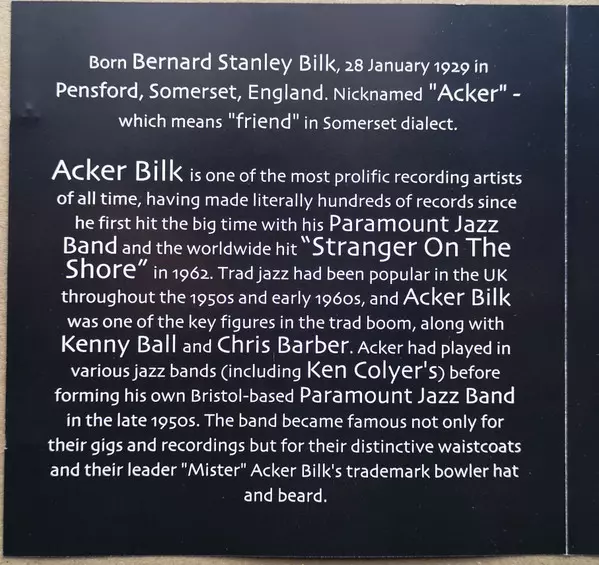 Born Bernard Stanley Bilk, 28 January 1929 in
Pensford, Somerset, England. Nicknamed "Acker" -
which means "friend" in Somerset dialect.
Acker Bilk is one of the most prolific recording artists
of all time, having made literally hundreds of records since
he first hit the big time with his Paramount Jazz
Band and the worldwide hit “Stranger On The
Shore” in 1962. Trad jazz had been popular in the UK
throughout the 1950s and early 1960s, and Acker Bilk
was one of the key figures in the trad boom, along with
Kenny Ball and Chris Barber. Acker had played in
various jazz bands (including Ken Colyer's) before
forming his own Bristol-based Paramount Jazz Band
in the late 1950s. The band became famous not only for
their gigs and recordings but for their distinctive waistcoats
and their leader "Mister" Acker Bilk's trademark bowler hat
and beard.